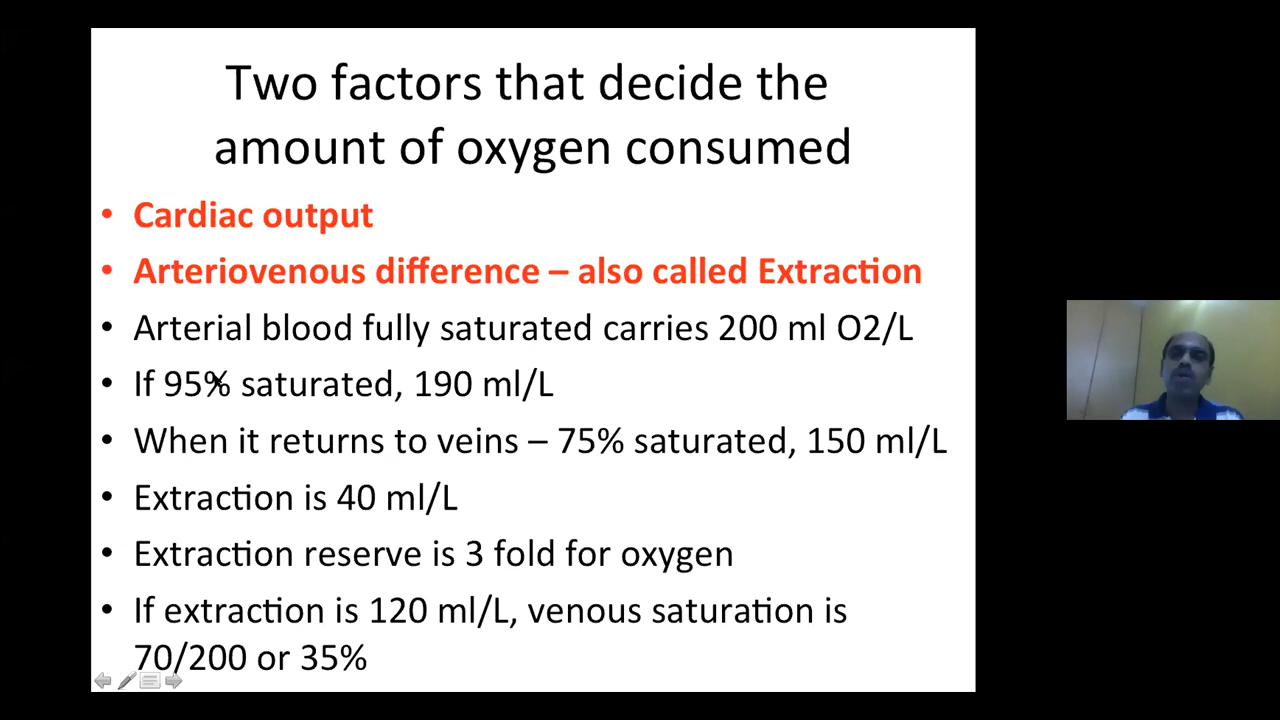 Two factors that decide the
amount of oxygen consumed
• Cardiac output
• Arteriovenous difference – also called Extraction
• Arterial blood fully saturated carries 200 ml O2/L
• If 95% saturated, 190 ml/L
• When it returns to veins – 75% saturated, 150 ml/L
• Extraction is 40 ml/L
• Extraction reserve is 3 fold for oxygen
• If extraction is 120 ml/L, venous saturation is
70/200 or 35%